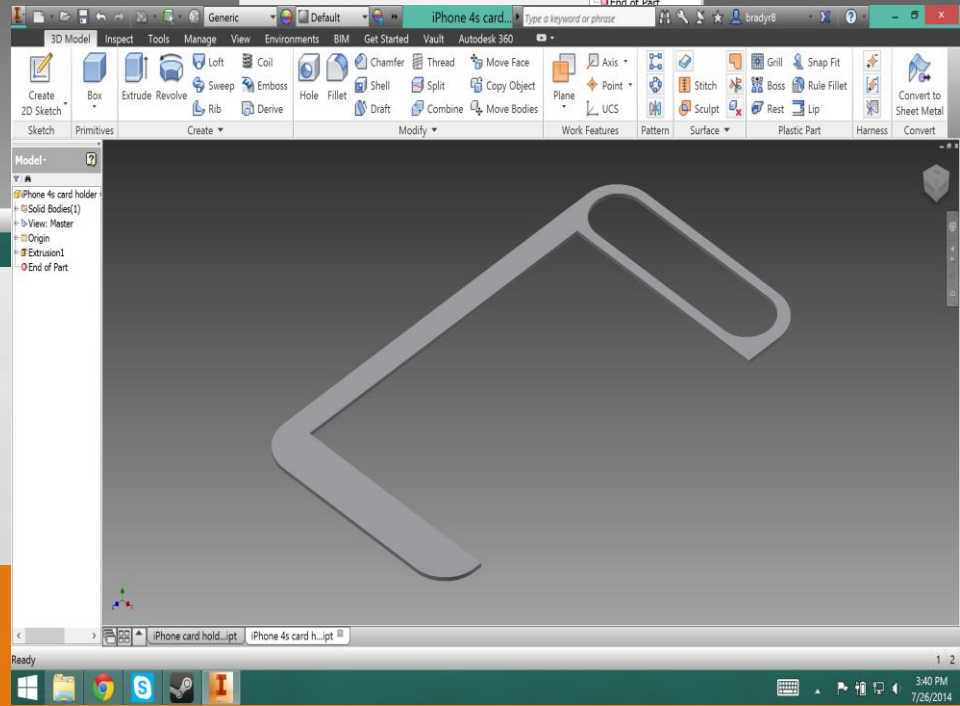 End of Part
Generic
Default
iPhone 4s card...
Type a keyword or phrase
bradyr8
3D Model Inspect Tools Manage View Environments BIM Get Started Vault Autodesk 360
Create 2D Sketch
Box
Extrude Revolve
Loft
Sweep
Rib
Coil
Emboss
Derive
Hole Fillet
Chamfer
Shell
Draft
Thread
Split
Combine
Move Face
Copy Object
Move Bodies
Plane
Axis
Point
UCS
Stitch
Sculpt
Grill
Boss
Rest
Snap Fit
Rule Fillet
Lip
Convert to Sheet Metal
Sketch Primitives Create Modify Work Features Pattern Surface Plastic Part Harness Convert
Model
iPhone 4s card holder
Solid Bodies(1)
View: Master
Origin
Extrusion1
End of Part
iPhone card hold...ipt iPhone 4s card h...ipt
Ready
1 2
3:40 PM
7/26/2014